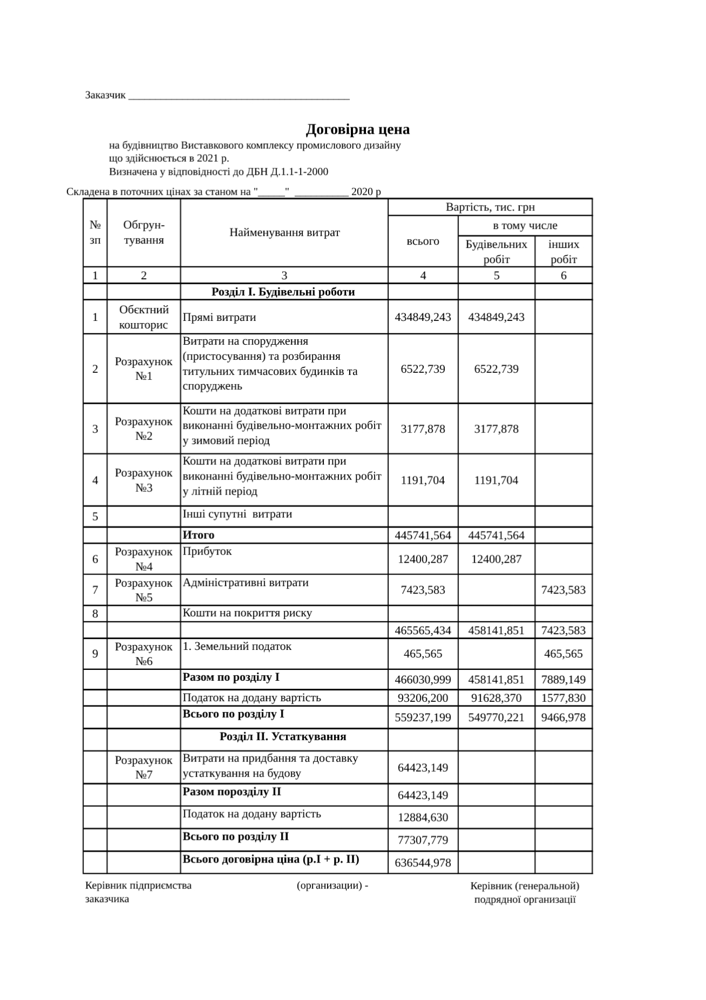 Заказчик _________________________________________
Договірна цена
на будівництво Виставкового комплексу промислового дизайну
що здійснюється в 2021 р.
Визначена у відповідності до ДБН Д.1.1-1-2000
Складена в поточних цінах за станом на "_____" __________ 2020 р
№ зп Обгрун-тування Найменування витрат Вартість, тис. грн
всього в тому числе
Будівельних робіт інших робіт
1 2 3 4 5 6
Розділ І. Будівельні роботи
1 Обєктний кошторис Прямі витрати 434849,243 434849,243
Витрати на спорудження
(пристосування) та розбирання
2 Розрахунок №1 титульних тимчасових будинків та 6522,739 6522,739
споруджень
Кошти на додаткові витрати при
3 Розрахунок №2 виконанні будівельно-монтажних робіт 3177,878 3177,878
у зимовий період
Кошти на додаткові витрати при
4 Розрахунок №3 виконанні будівельно-монтажних робіт 1191,704 1191,704
у літній період
5 Інші супутні витрати
Итого 445741,564 445741,564
6 Розрахунок №4 Прибуток 12400,287 12400,287
7 Розрахунок №5 Адміністративні витрати 7423,583 7423,583
8 Кошти на покриття риску
465565,434 458141,851 7423,583
9 Розрахунок №6 1. Земельний податок 465,565 465,565
Разом по розділу І 466030,999 458141,851 7889,149
Податок на додану вартість 93206,200 91628,370 1577,830
Всього по розділу І 559237,199 549770,221 9466,978
Розділ ІІ. Устаткування
Розрахунок №7 Витрати на придбання та доставку 64423,149
устаткування на будову
Разом порозділу ІІ 64423,149
Податок на додану вартість 12884,630
Всього по розділу ІІ 77307,779
Всього договірна ціна (р.І + р. ІІ) 636544,978
Керівник підприємства (организации) - Керівник (генеральной)
заказчика подрядної організації